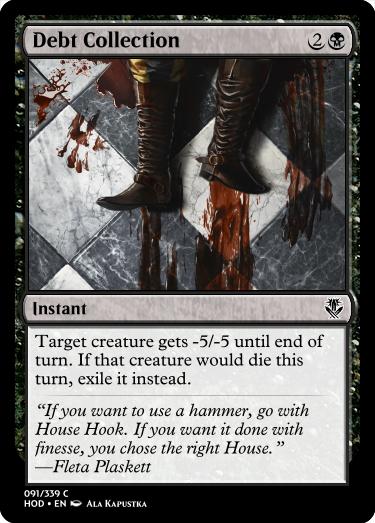 Debt Collection 2
Instant
Target creature gets -5/-5 until end of
turn. If that creature would die this
turn, exile it instead.
“If you want to use a hammer, go with
House Hook. If you want it done with
finesse, you chose the right House.”
—Fleta Plaskett
091/339 C
HOD • EN Ala Kapustka